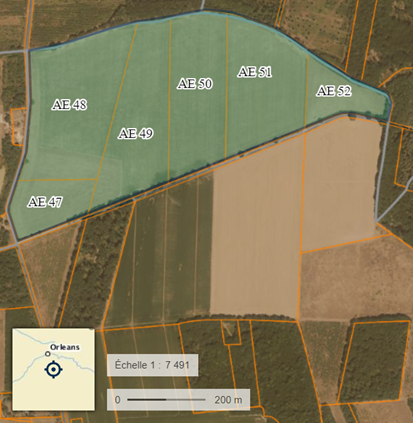 AE 48
AE 50
AE 51
AE 52
AE 49
AE 47
Orleans
Échelle 1 : 7 491
0 200 m